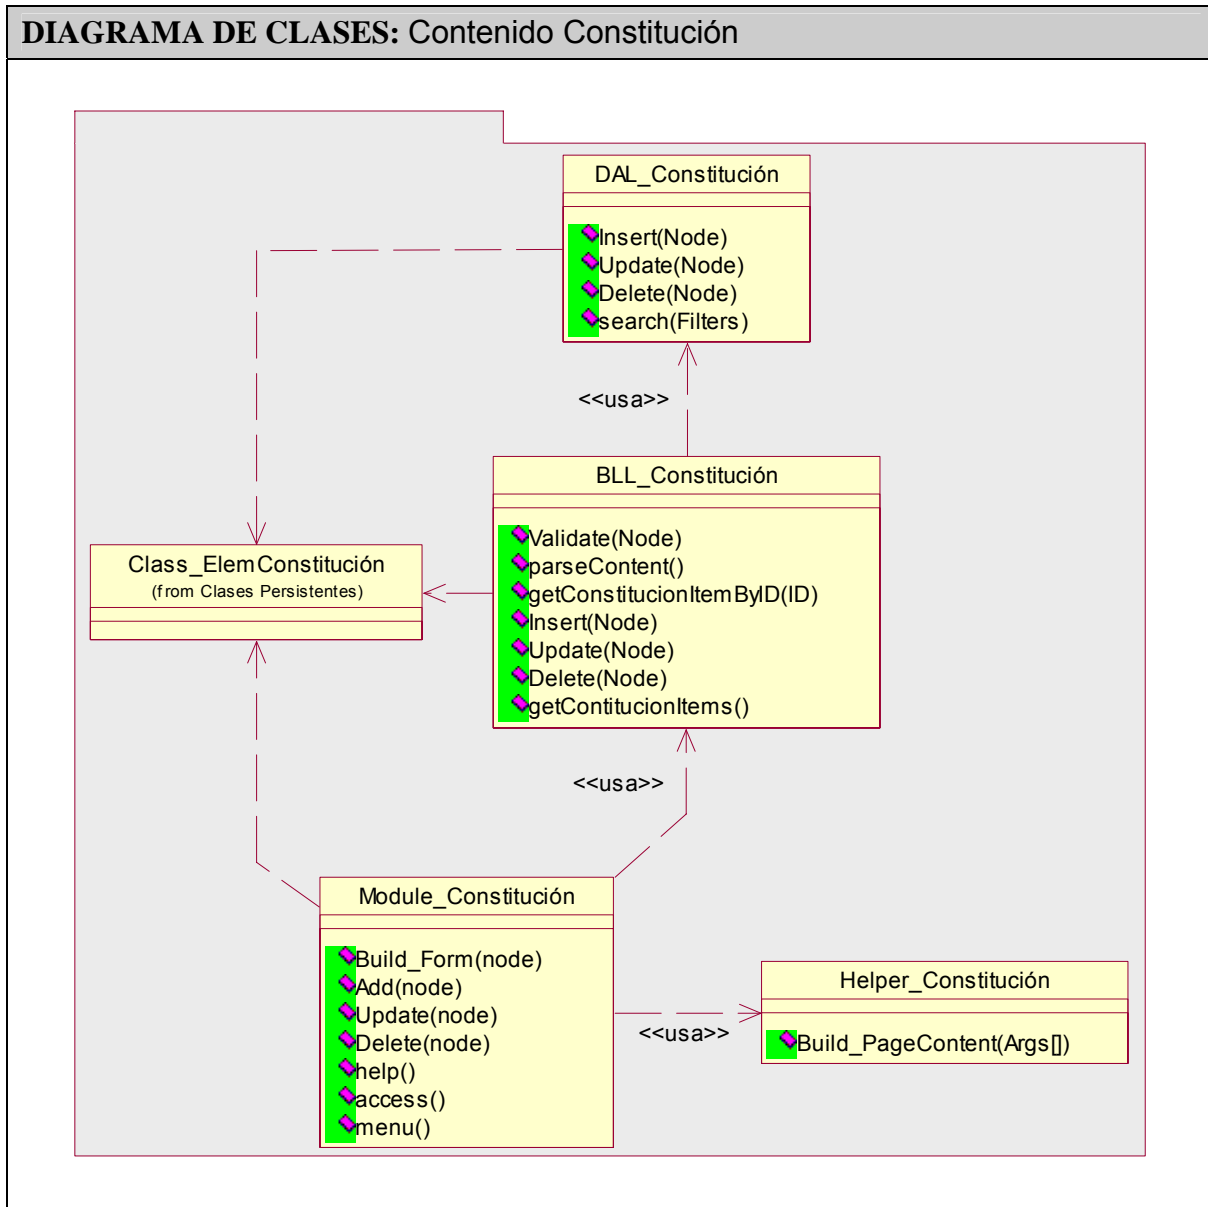 DIAGRAMA DE CLASES: Contenido Constitución
DAL_Constitución
Insert(Node)
Update(Node)
Delete(Node)
search(Filters)
<<usa>>
BLL_Constitución
Validate(Node)
parseContent()
getConstitucionItemByID(ID)
Insert(Node)
Update(Node)
Delete(Node)
getContitucionItems()
Class_ElemConstitución
(from Clases Persistentes)
<<usa>>
Module_Constitución
Build_Form(node)
Add(node)
Update(node)
Delete(node)
help()
access()
menu()
<<usa>>
Helper_Constitución
Build_PageContent(Args[])